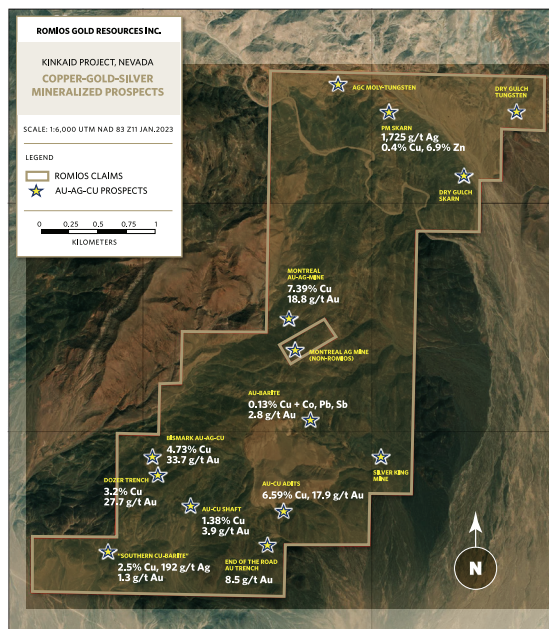 ROMIOS GOLD RESOURCES INC.
KINKAID PROJECT, NEVADA
COPPER-GOLD-SILVER
MINERALIZED PROSPECTS
SCALE: 1:6,000 UTM NAD 83 Z11 JAN.2023
LEGEND
ROMIOS CLAIMS
AU-AG-CU PROSPECTS
0 0.25 0.5 0.75 1
KILOMETERS
AGC MOLY-TUNGSTEN
DRY GULCH
TUNGSTEN
PM SKARN
1,725 g/t Ag
0.4% Cu, 6.9% Zn
DRY GULCH
SKARN
MONTREAL
AU-AG-MINE
7.39% Cu
18.8 g/t Au
MONTREAL AG MINE
(NON-ROMIOS)
AU-BARITE
0.13% Cu + Co, Pb, Sb
2.8 g/t Au
BISMARK AU-AG-CU
4.73% Cu
33.7 g/t Au
SILVER KING
MINE
DOZER TRENCH
3.2% Cu
27.7 g/t Au
AU-CU ADITS
6.59% Cu, 17.9 g/t Au
AU-CU SHAFT
1.38% Cu
3.9 g/t Au
"SOUTHERN CU-BARITE"
2.5% Cu, 192 g/t Ag
1.3 g/t Au
END OF THE ROAD
AU TRENCH
8.5 g/t Au
N